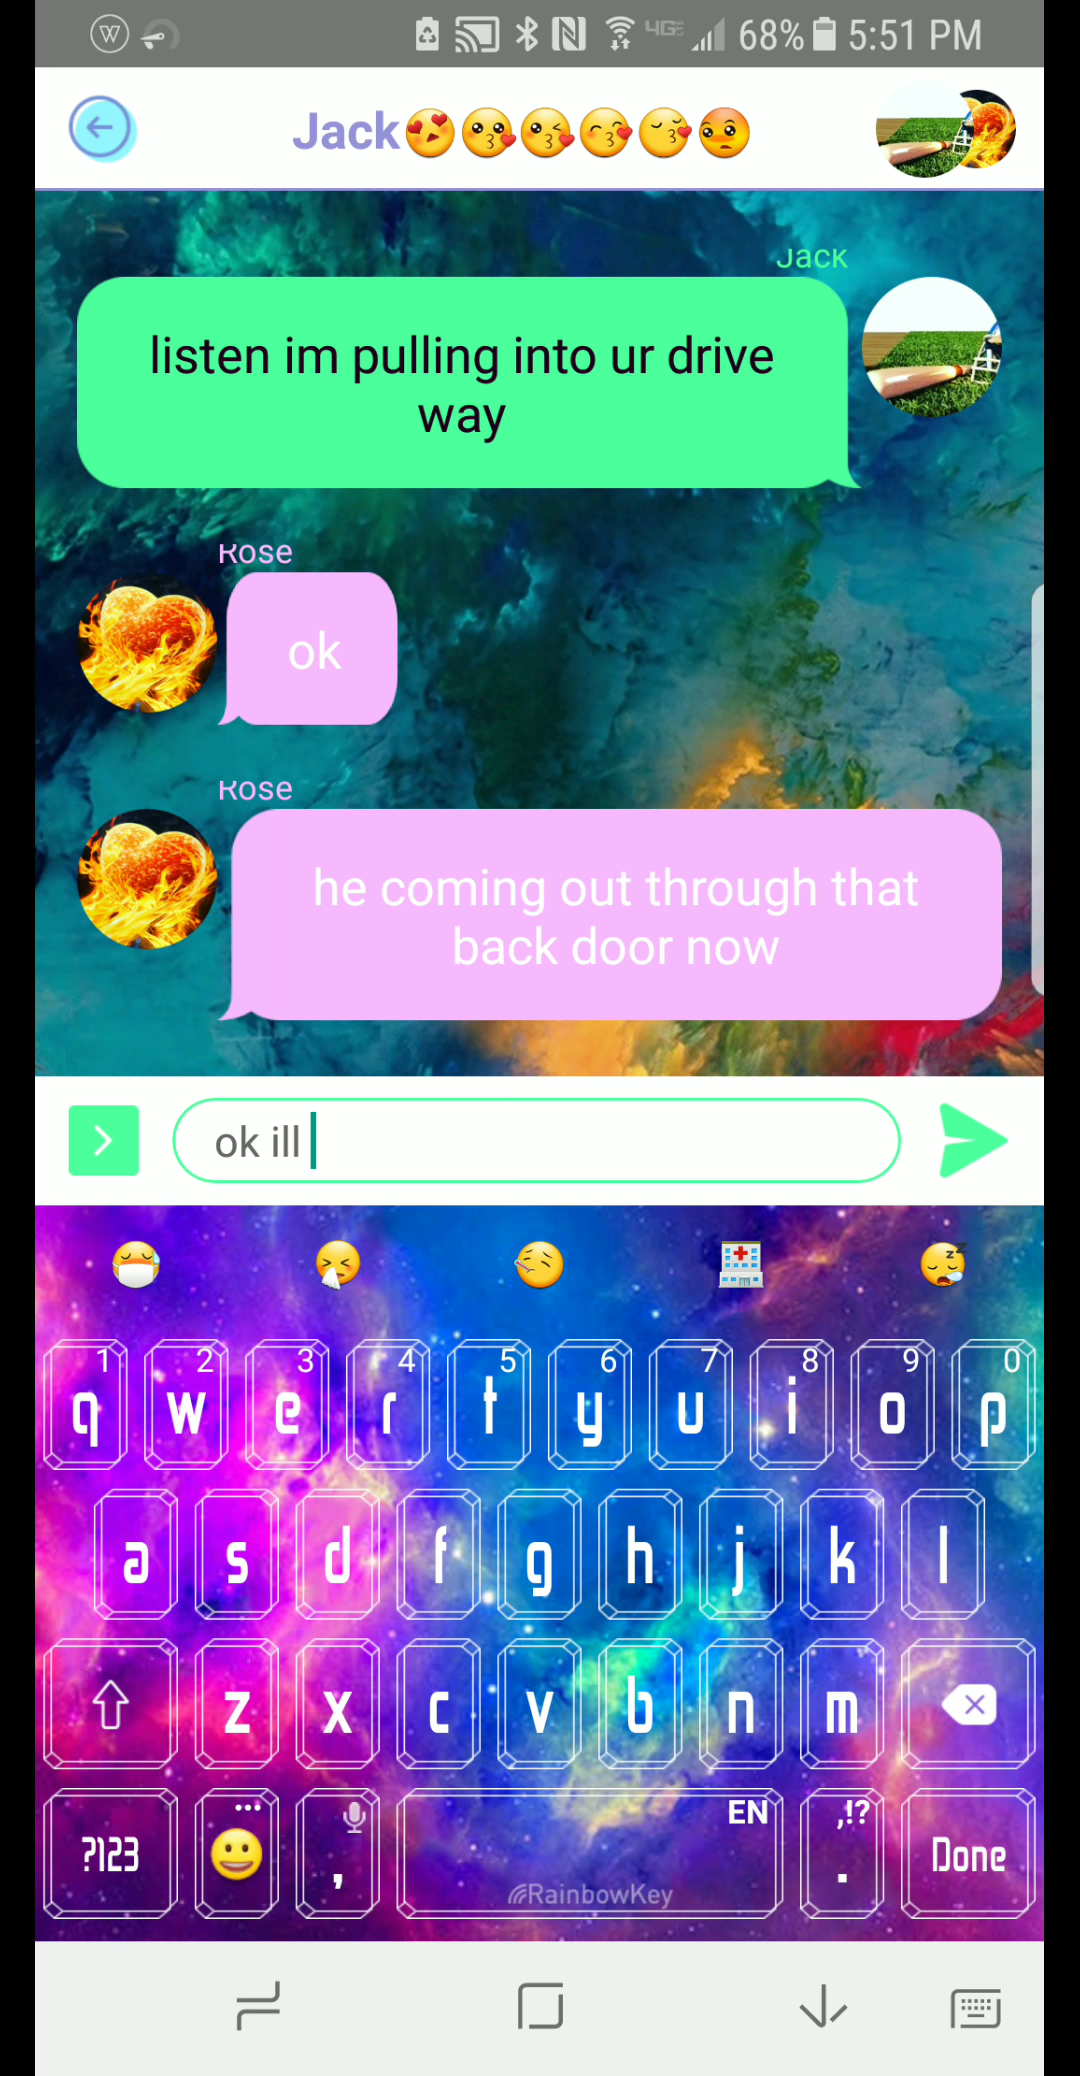 68% 5:51 PM
Jack
Jack
listen im pulling into ur drive
way
Rose
ok
Rose
he coming out through that
back door now
ok ill
1 2 3 4 5 6 7 8 9 0
q w e r t y u i o p
a s d f g h j k l
z x c v b n m
?123 , EN ,!? . Done
RainbowKey